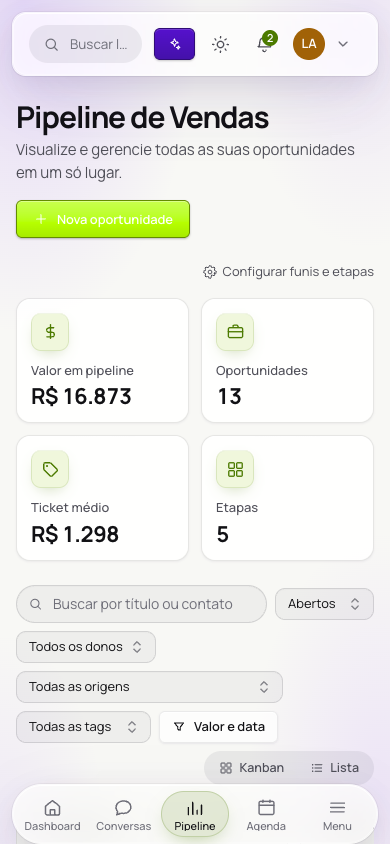 Buscar l...
2
LA
Pipeline de Vendas
Visualize e gerencie todas as suas oportunidades
em um só lugar.
Nova oportunidade
Configurar funis e etapas
Valor em pipeline
R$ 16.873
Oportunidades
13
Ticket médio
R$ 1.298
Etapas
5
Buscar por título ou contato
Abertos
Todos os donos
Todas as origens
Todas as tags
Valor e data
Kanban
Lista
Dashboard
Conversas
Pipeline
Agenda
Menu